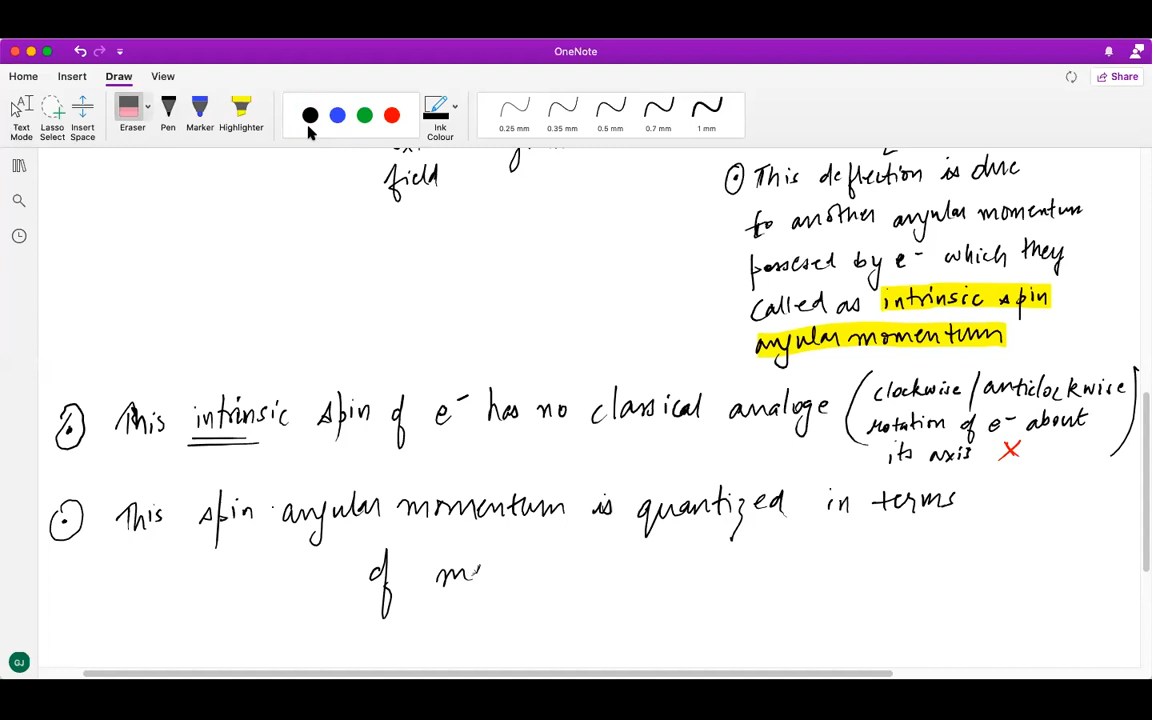 OneNote
Home Insert Draw View
Share
Text Mode
Lasso Select
Insert Space
Eraser
Pen
Marker
Highlighter
Ink Colour
0.25 mm 0.35 mm 0.5 mm 0.7 mm 1 mm
field
This deflection is due
to another angular momentum
possesed by e⁻ which they
called as intrinsic spin
angular momentum
This intrinsic spin of e⁻ has no classical analoge (clockwise/anticlockwise
rotation of e⁻ about
its axis X)
This spin angular momentum is quantized in terms
of m
GJ